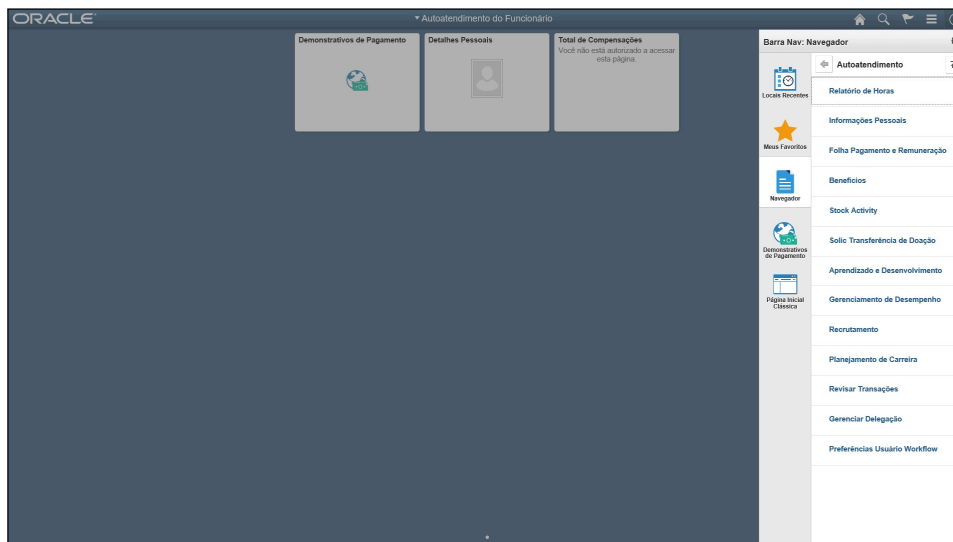 ORACLE
Autoatendimento do Funcionário
Demonstrativos de Pagamento
Detalhes Pessoais
Total de Compensações
Você não está autorizado a acessar
esta página.
Barra Nav: Navegador
Locais Recentes
Meus Favoritos
Navegador
Demonstrativos
de Pagamento
Página Inicial
Clássica
Autoatendimento
Relatório de Horas
Informações Pessoais
Folha Pagamento e Remuneração
Benefícios
Stock Activity
Solic Transferência de Doação
Aprendizado e Desenvolvimento
Gerenciamento de Desempenho
Recrutamento
Planejamento de Carreira
Revisar Transações
Gerenciar Delegação
Preferências Usuário Workflow